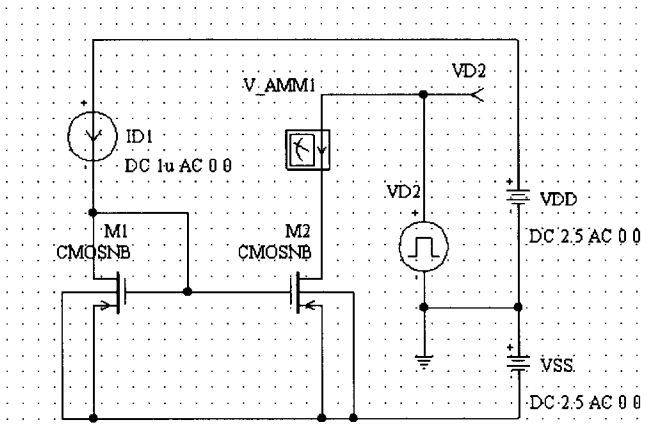 VD2
V_AMM1
ID1
DC 1u AC 0 0
VD2
VDD
M1
CMOSNB
M2
CMOSNB
DC 2.5 AC 0 0
VSS
DC 2.5 AC 0 0